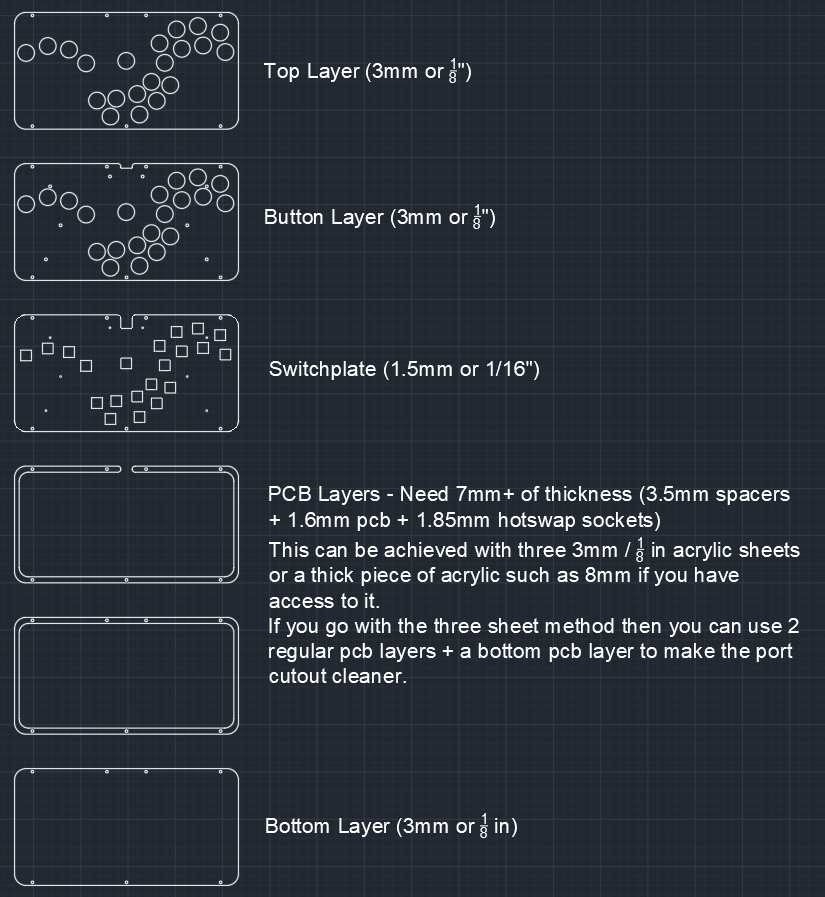 Top Layer (3mm or 1/8")
Button Layer (3mm or 1/8")
Switchplate (1.5mm or 1/16")
PCB Layers - Need 7mm+ of thickness (3.5mm spacers
+ 1.6mm pcb + 1.85mm hotswap sockets)
This can be achieved with three 3mm / 1/8 in acrylic sheets
or a thick piece of acrylic such as 8mm if you have
access to it.
If you go with the three sheet method then you can use 2
regular pcb layers + a bottom pcb layer to make the port
cutout cleaner.
Bottom Layer (3mm or 1/8 in)